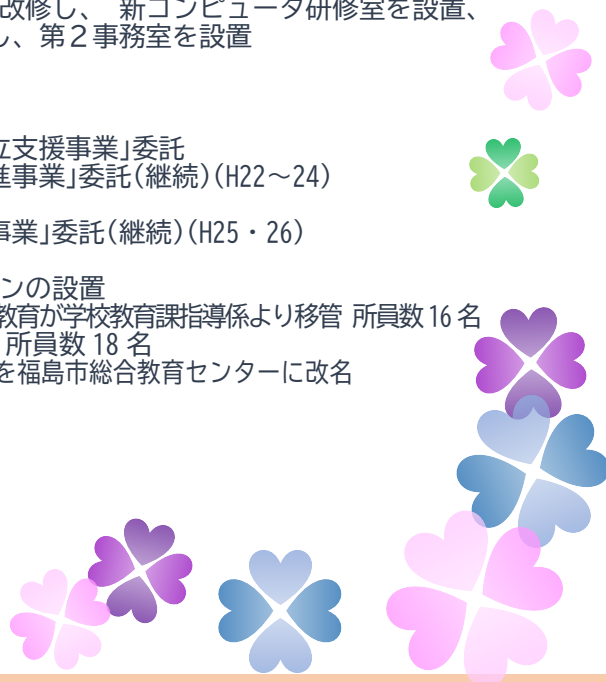 改修し、 新コンピュータ研修室を設置、
し、第２事務室を設置
立支援事業」委託
進事業」委託(継続)(H22～24)
事業」委託(継続)(H25・26)
ンの設置
教育が学校教育課指導係より移管 所員数 16 名
所員数 18 名
を福島市総合教育センターに改名